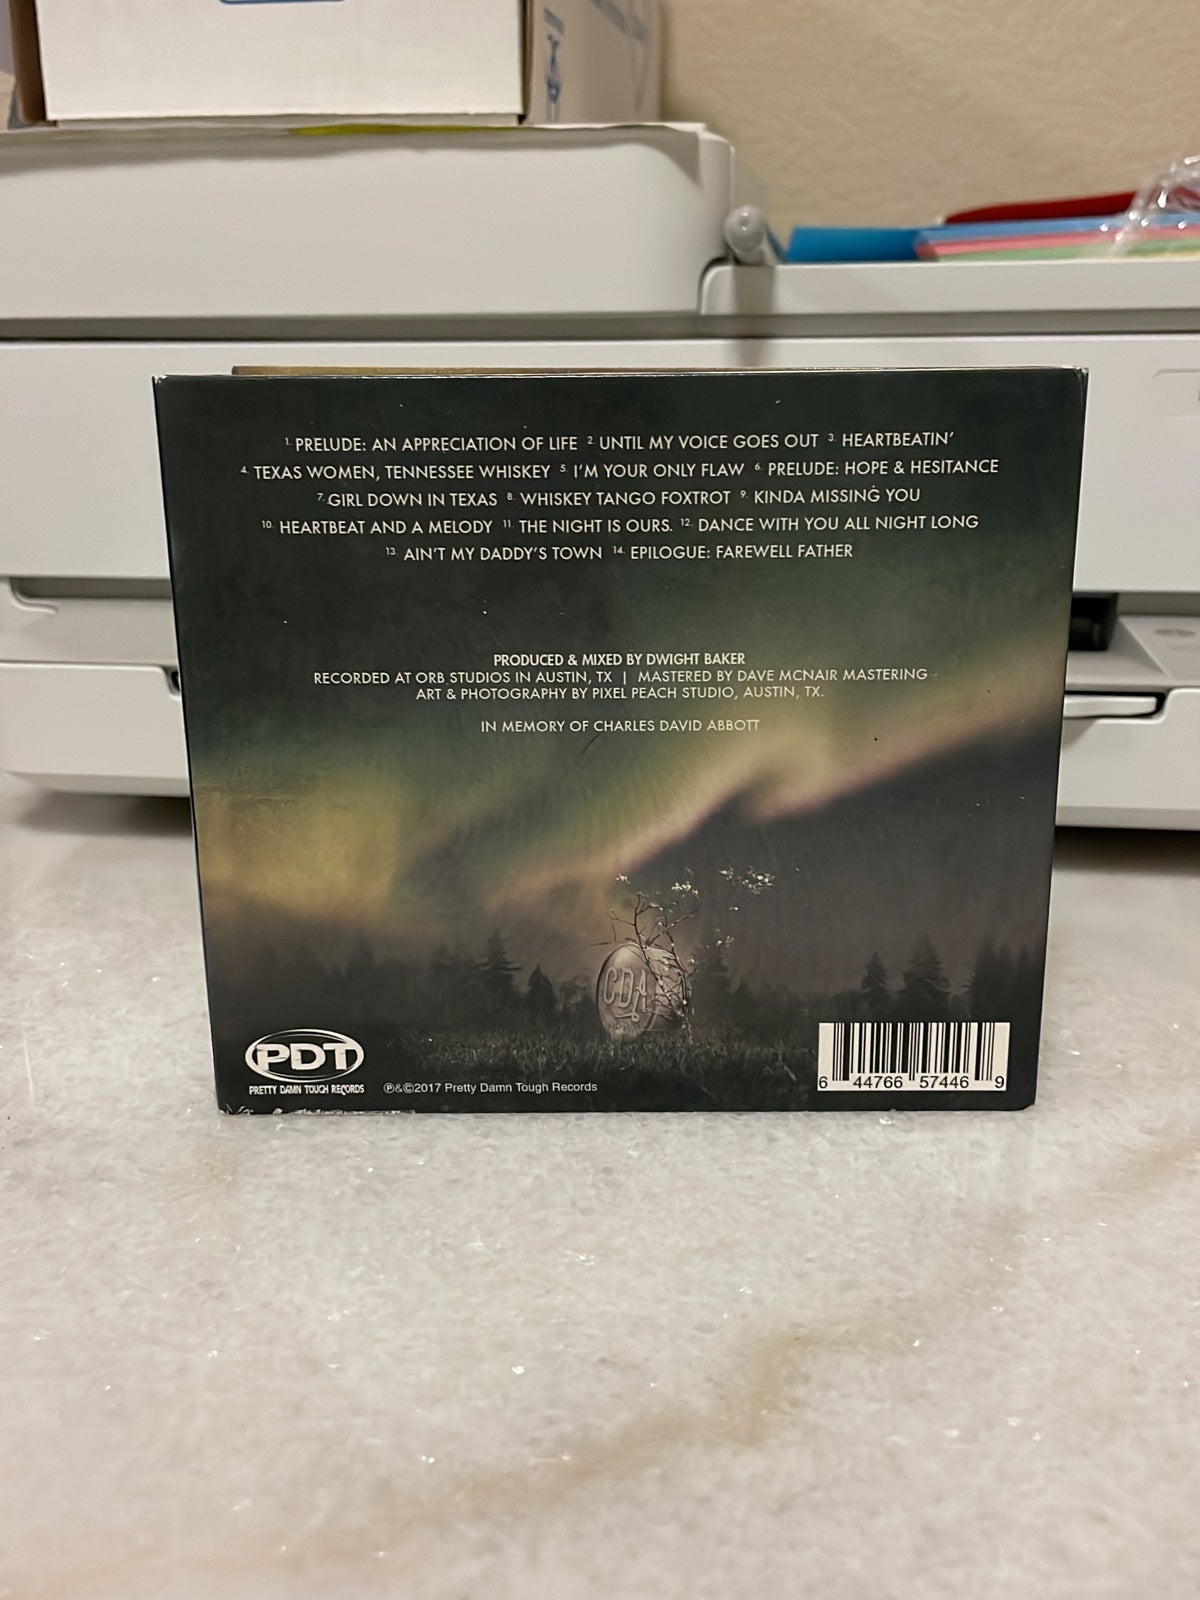 1. PRELUDE: AN APPRECIATION OF LIFE 2. UNTIL MY VOICE GOES OUT 3. HEARTBEATIN'
4. TEXAS WOMEN, TENNESSEE WHISKEY 5. I'M YOUR ONLY FLAW 6. PRELUDE: HOPE & HESITANCE
7. GIRL DOWN IN TEXAS 8. WHISKEY TANGO FOXTROT 9. KINDA MISSING YOU
10. HEARTBEAT AND A MELODY 11. THE NIGHT IS OURS. 12. DANCE WITH YOU ALL NIGHT LONG
13. AIN'T MY DADDY'S TOWN 14. EPILOGUE: FAREWELL FATHER
PRODUCED & MIXED BY DWIGHT BAKER
RECORDED AT ORB STUDIOS IN AUSTIN, TX | MASTERED BY DAVE MCNAIR MASTERING
ART & PHOTOGRAPHY BY PIXEL PEACH STUDIO, AUSTIN, TX.
IN MEMORY OF CHARLES DAVID ABBOTT
CDA
PDT
PRETTY DAMN TOUGH RECORDS
℗&©2017 Pretty Damn Tough Records
6 44766 57446 9